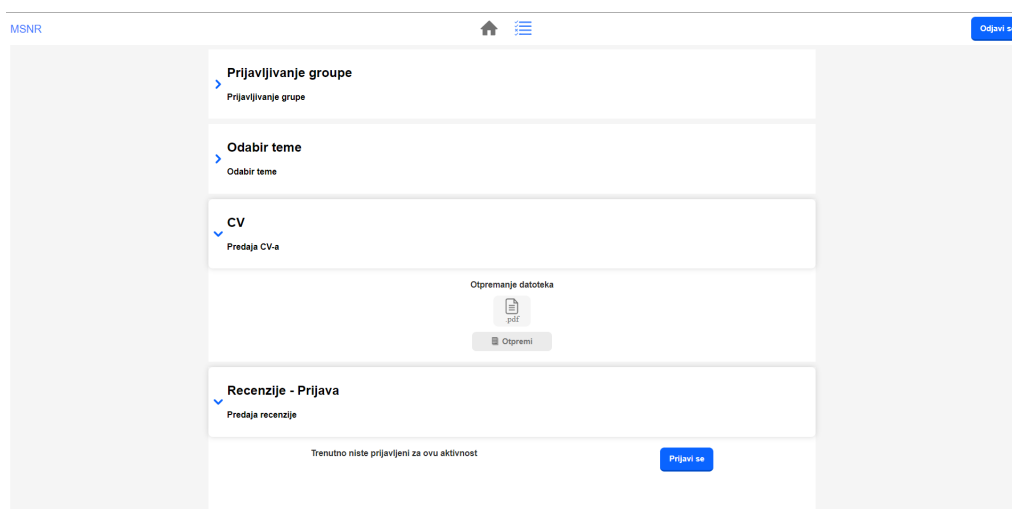 MSNR
Odjavi se
Prijavljivanje groupe
Prijavljivanje grupe
Odabir teme
Odabir teme
CV
Predaja CV-a
Otpremanje datoteka
.pdf
Otpremi
Recenzije - Prijava
Predaja recenzije
Trenutno niste prijavljeni za ovu aktivnost
Prijavi se